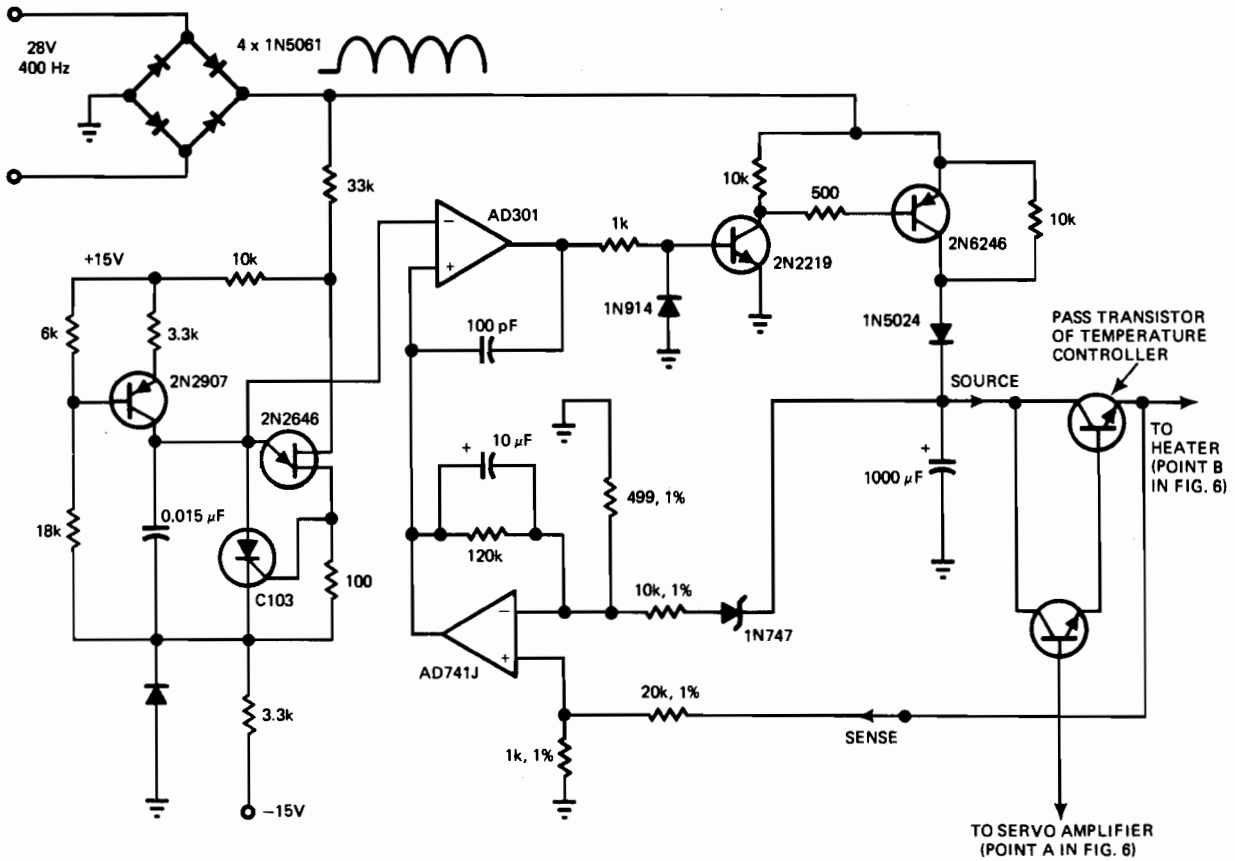 28V
400 Hz
4 x 1N5061
33k
+15V
10k
6k
3.3k
2N2907
2N2646
18k
0.015 µF
C103
100
3.3k
–15V
AD301
–
+
100 pF
1k
1N914
10k
2N2219
500
2N6246
10k
1N5024
PASS TRANSISTOR
OF TEMPERATURE
CONTROLLER
SOURCE
TO
HEATER
(POINT B
IN FIG. 6)
+
1000 µF
+
10 µF
120k
499, 1%
10k, 1%
1N747
–
+
AD741J
20k, 1%
SENSE
1k, 1%
TO SERVO AMPLIFIER
(POINT A IN FIG. 6)